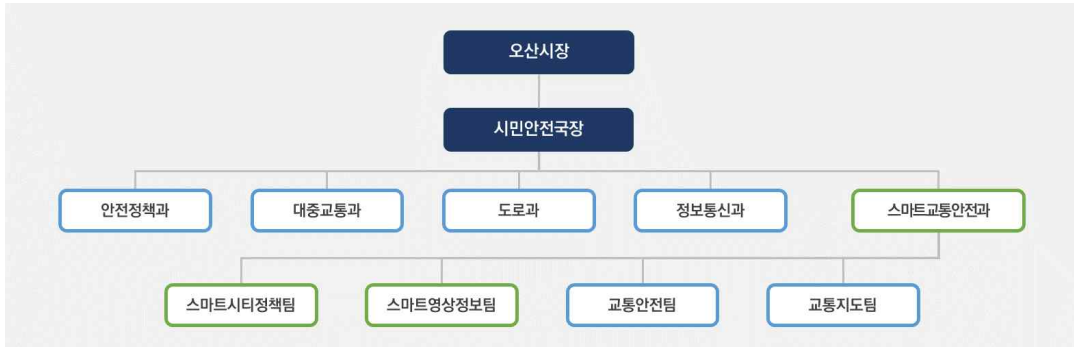 오산시장
시민안전국장
안전정책과
대중교통과
도로과
정보통신과
스마트교통안전과
스마트시티정책팀
스마트영상정보팀
교통안전팀
교통지도팀